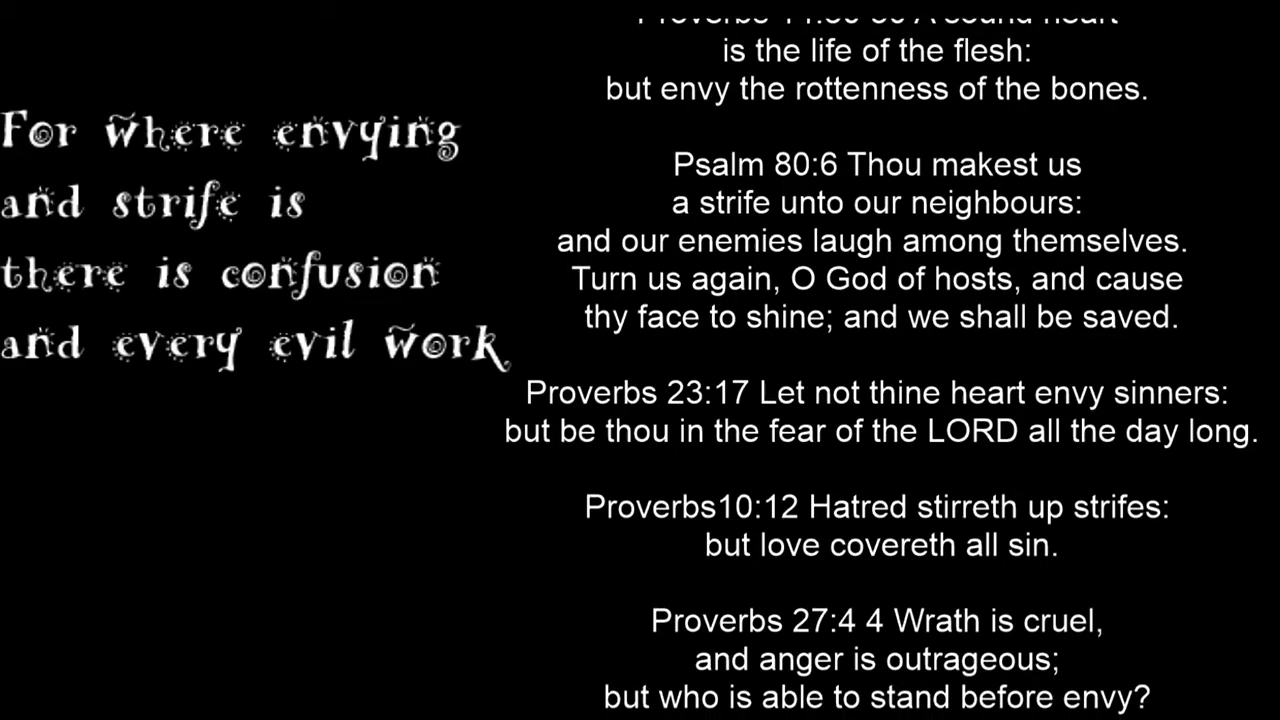 For where envying
and strife is
there is confusion
and every evil work
Proverbs 14:30 30 A sound heart
is the life of the flesh:
but envy the rottenness of the bones.
Psalm 80:6 Thou makest us
a strife unto our neighbours:
and our enemies laugh among themselves.
Turn us again, O God of hosts, and cause
thy face to shine; and we shall be saved.
Proverbs 23:17 Let not thine heart envy sinners:
but be thou in the fear of the LORD all the day long.
Proverbs10:12 Hatred stirreth up strifes:
but love covereth all sin.
Proverbs 27:4 4 Wrath is cruel,
and anger is outrageous;
but who is able to stand before envy?